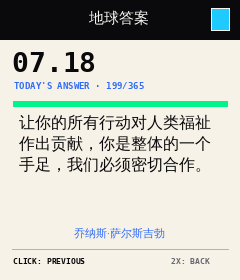 地球答案
07.18
TODAY'S ANSWER · 199/365
让你的所有行动对人类福祉
作出贡献，你是整体的一个
手足，我们必须密切合作。
乔纳斯·萨尔斯吉勃
CLICK: PREVIOUS
2X: BACK